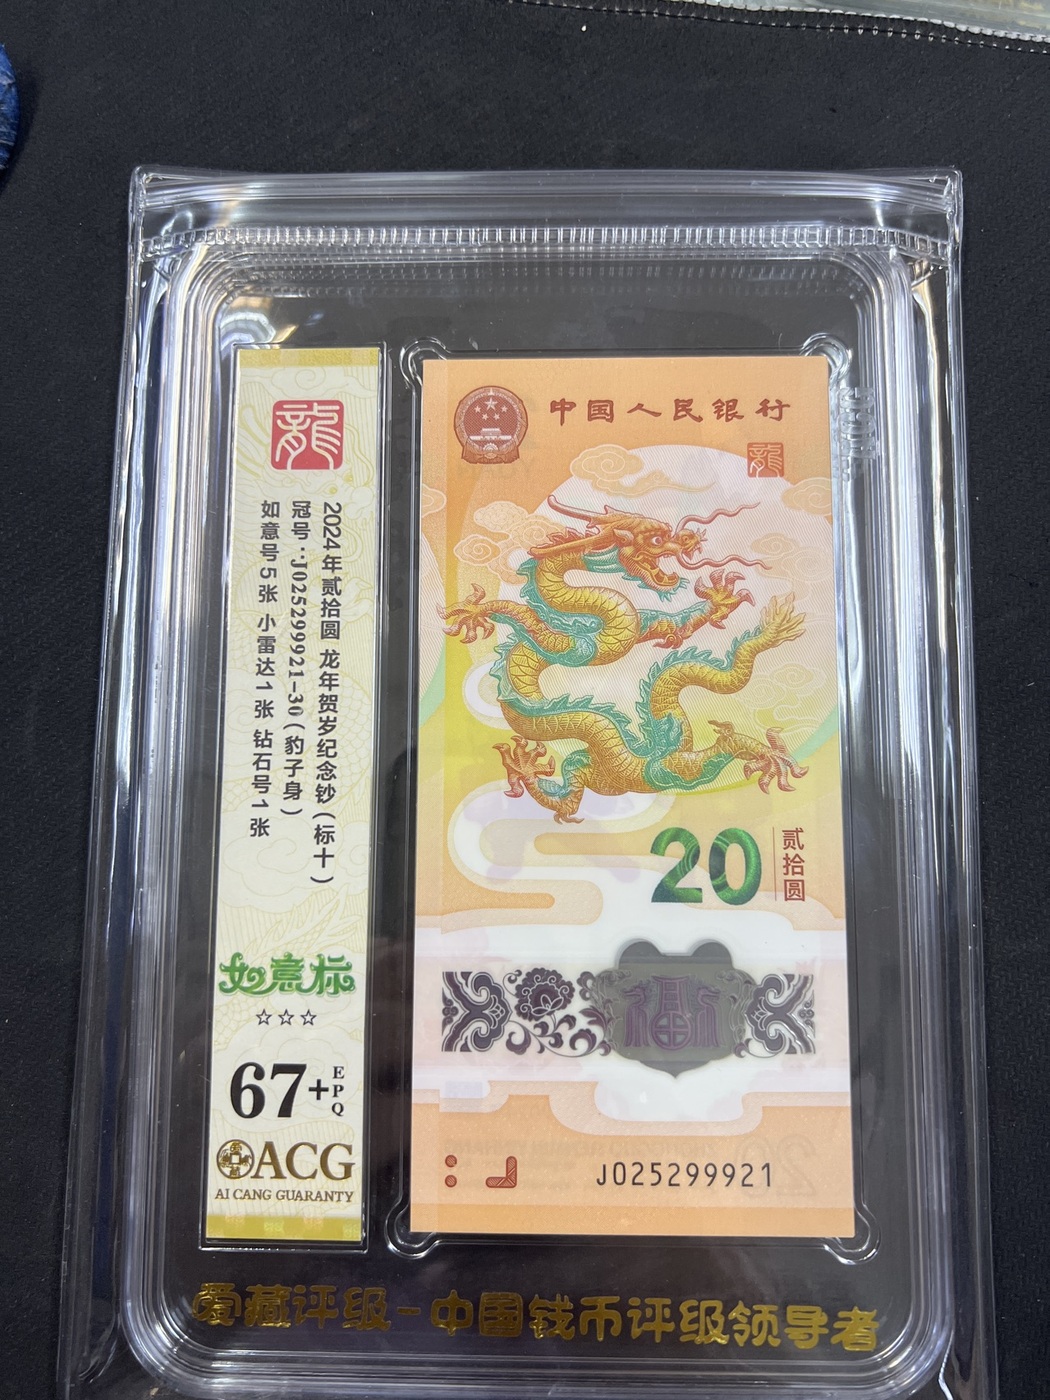 龍
2024年贰拾圆 龙年贺岁纪念钞(标十)
冠号:J025299921-30(豹子身)
如意号5张 小雷达1张 钻石号1张
如意标
☆☆☆
67+EPQ
ACG
AI CANG GUARANTY
中国人民银行
龍
20
贰拾圆
福
J025299921
爱藏评级-中国钱币评级领导者